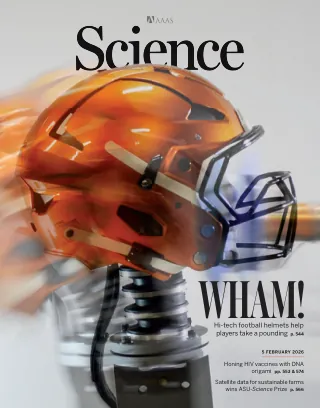 AAAS
Science
WHAM!
Hi-tech football helmets help
players take a pounding p. 544
5 FEBRUARY 2026
Honing HIV vaccines with DNA
origami pp. 553 & 574
Satellite data for sustainable farms
wins ASU-Science Prize p. 566